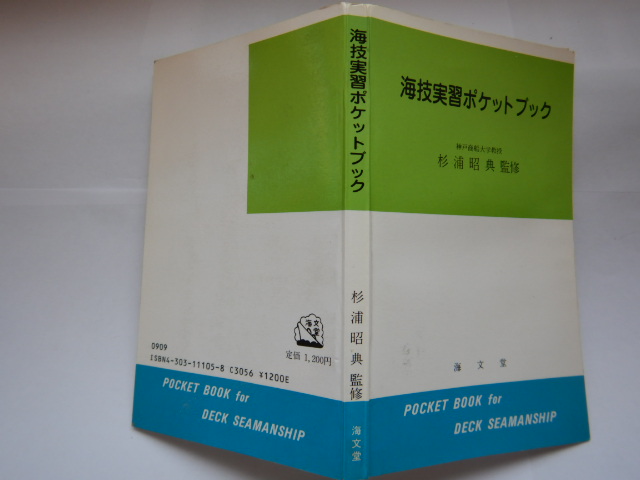 海技実習ポケットブック
神戸商船大学教授
杉浦昭典監修
海文堂
POCKET BOOK for
DECK SEAMANSHIP
海技実習ポケットブック
杉浦昭典監修
海文堂
海文堂
定価 1,200円
0909
ISBN4-303-11105-8 C3056 ¥1200E
POCKET BOOK for
DECK SEAMANSHIP